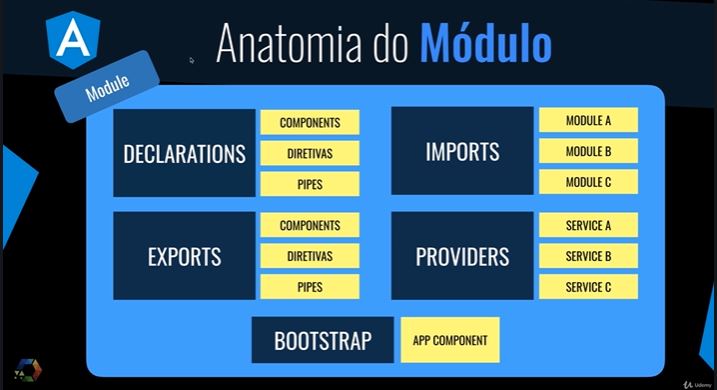 A
Anatomia do Módulo
Module
DECLARATIONS
COMPONENTS
DIRETIVAS
PIPES
IMPORTS
MODULE A
MODULE B
MODULE C
EXPORTS
COMPONENTS
DIRETIVAS
PIPES
PROVIDERS
SERVICE A
SERVICE B
SERVICE C
BOOTSTRAP
APP COMPONENT
Udemy